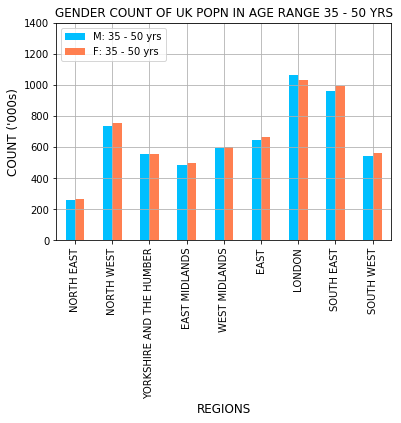 GENDER COUNT OF UK POPN IN AGE RANGE 35 - 50 YRS
M: 35 - 50 yrs
F: 35 - 50 yrs
COUNT ('000s)
1400
1200
1000
800
600
400
200
0
NORTH EAST
NORTH WEST
YORKSHIRE AND THE HUMBER
EAST MIDLANDS
WEST MIDLANDS
EAST
LONDON
SOUTH EAST
SOUTH WEST
REGIONS